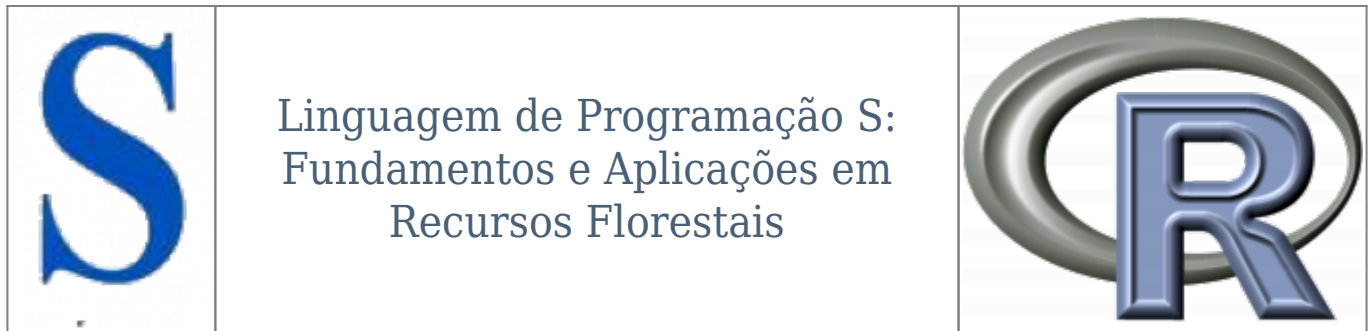 S
Linguagem de Programação S:
Fundamentos e Aplicações em
Recursos Florestais
R